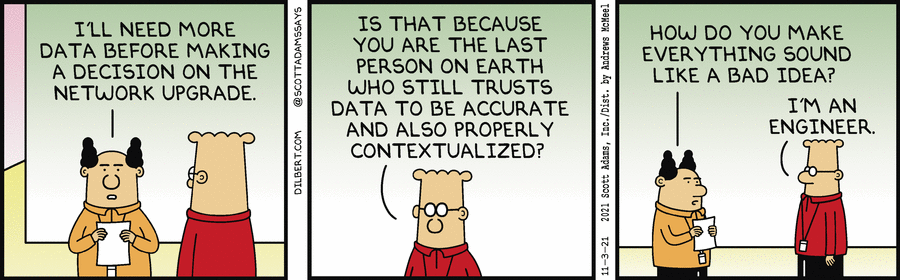 I'LL NEED MORE
DATA BEFORE MAKING
A DECISION ON THE
NETWORK UPGRADE.
DILBERT.COM @SCOTTADAMSSAYS
IS THAT BECAUSE
YOU ARE THE LAST
PERSON ON EARTH
WHO STILL TRUSTS
DATA TO BE ACCURATE
AND ALSO PROPERLY
CONTEXTUALIZED?
11-3-21 2021 Scott Adams, Inc./Dist. by Andrews McMeel
HOW DO YOU MAKE
EVERYTHING SOUND
LIKE A BAD IDEA?
I'M AN
ENGINEER.